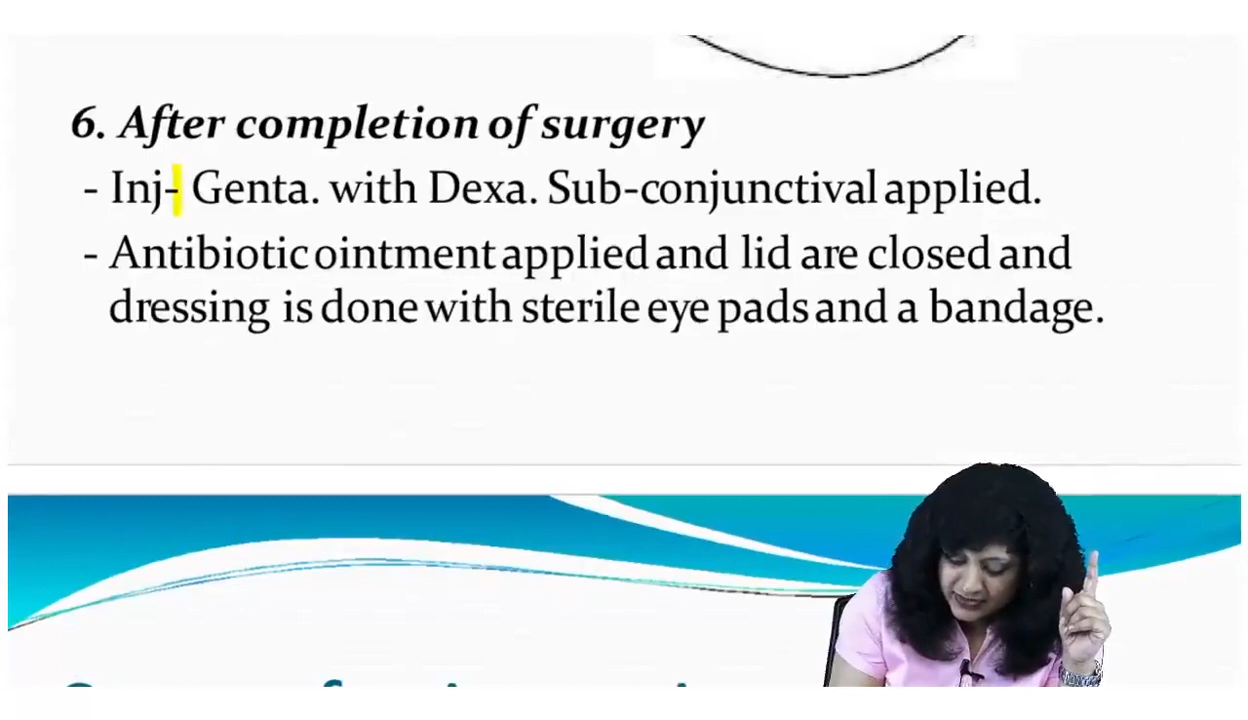 6. After completion of surgery
- Inj- Genta. with Dexa. Sub-conjunctival applied.
- Antibiotic ointment applied and lid are closed and
dressing is done with sterile eye pads and a bandage.